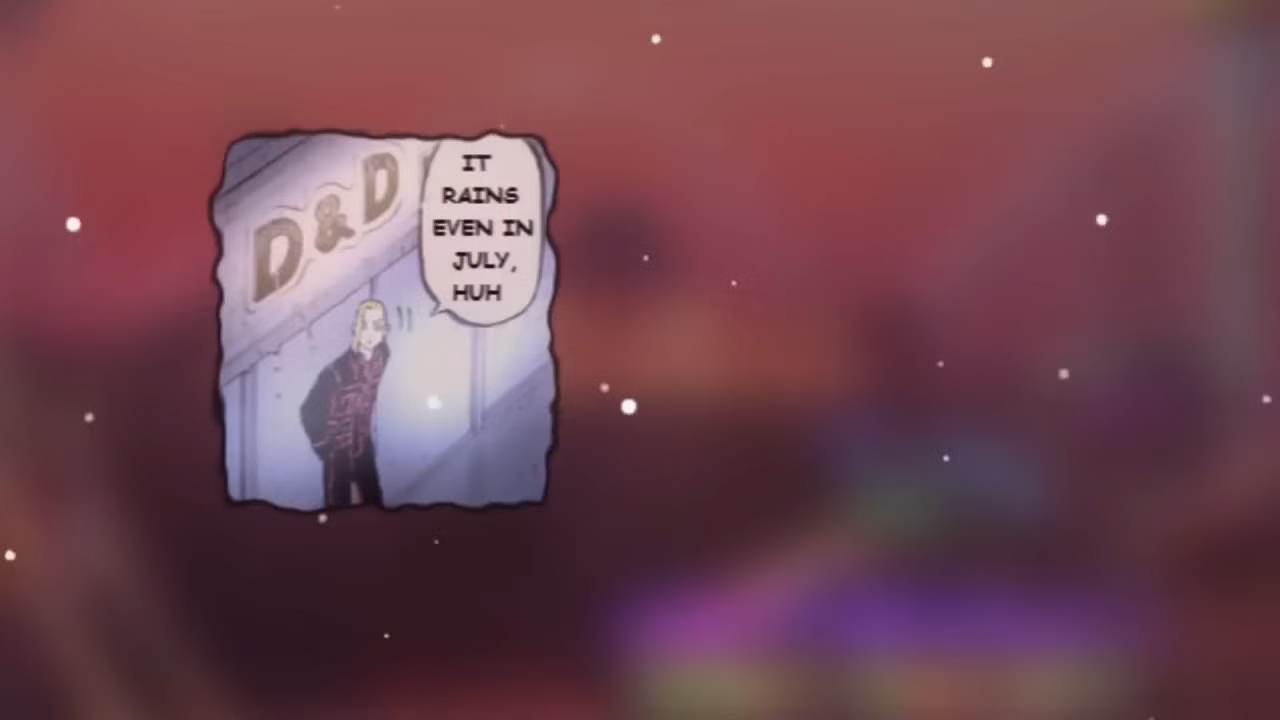 D&D
IT
RAINS
EVEN IN
JULY,
HUH